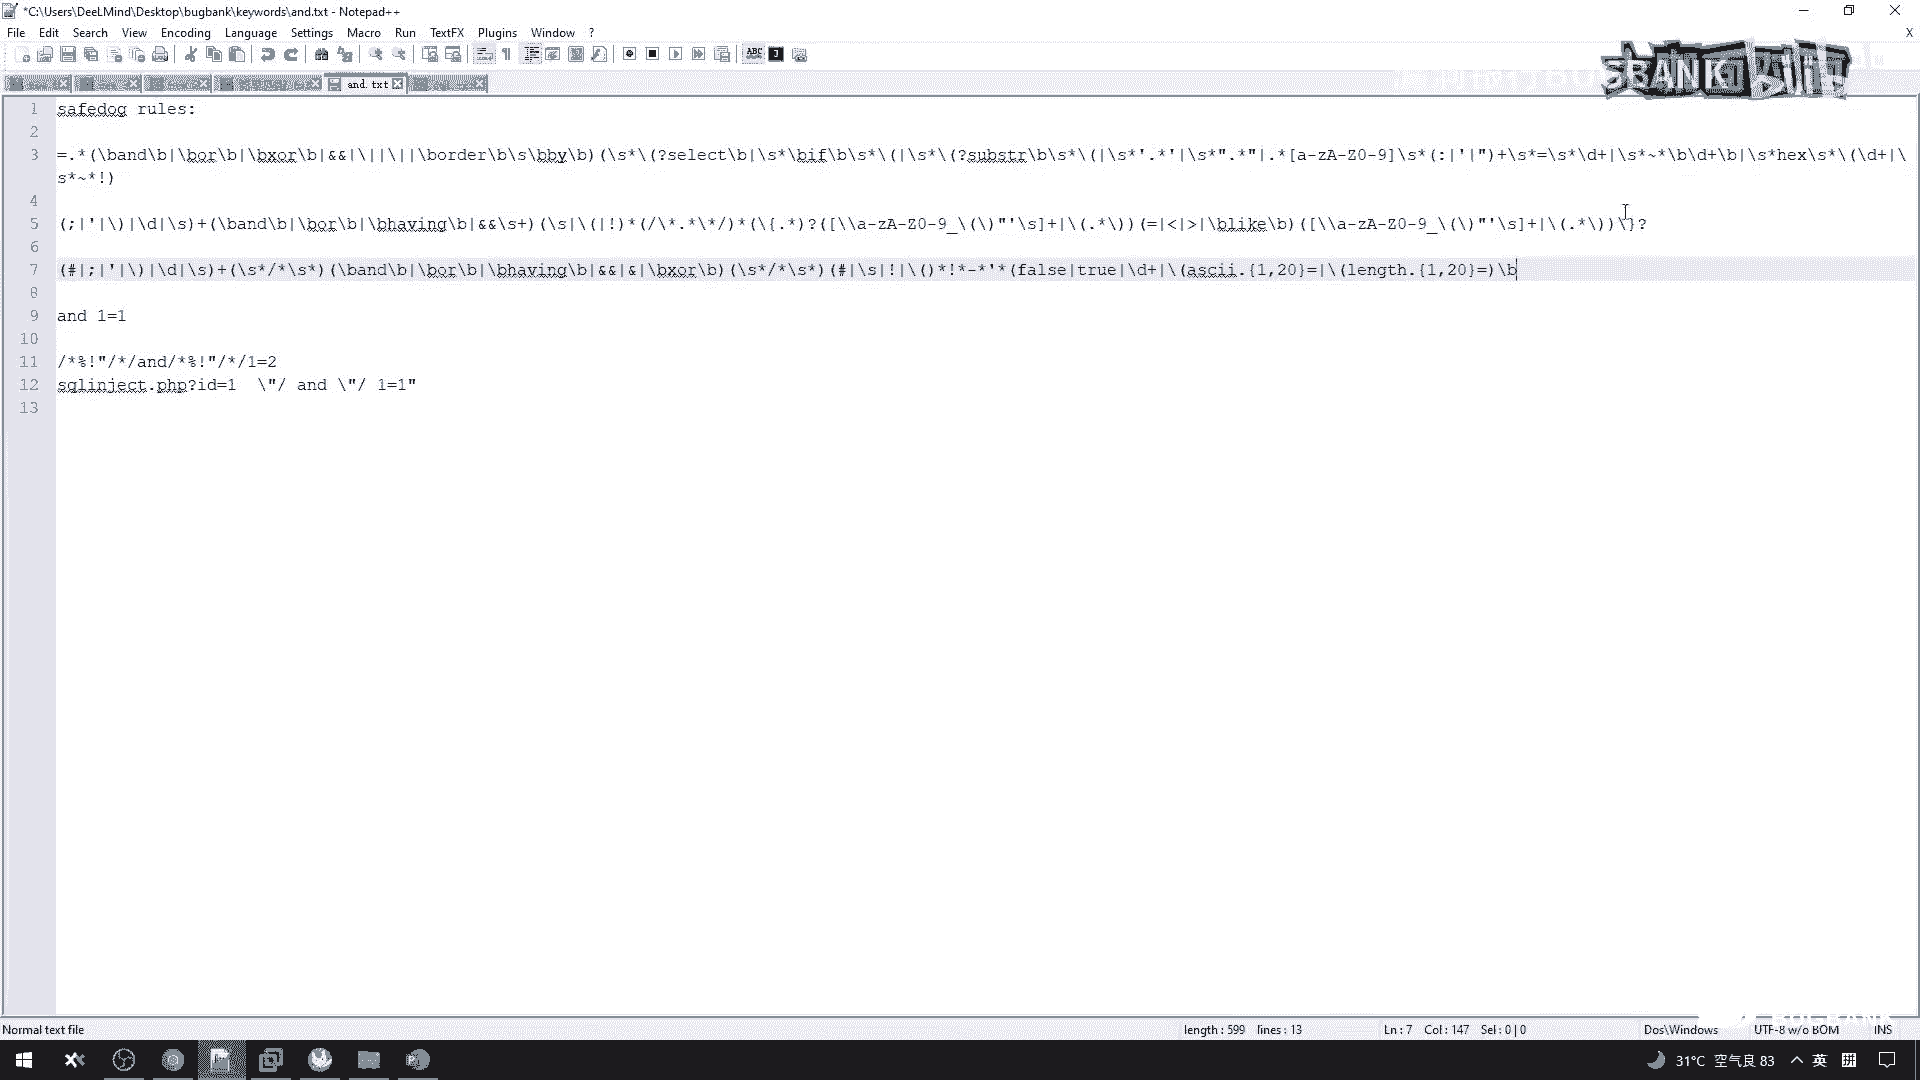 *C:\Users\DeeLMind\Desktop\bugbank\keywords\and.txt - Notepad++
File Edit Search View Encoding Language Settings Macro Run TextFX Plugins Window ? X
and.txt
BANK
1 safedog rules:
2
3 =.*(\band\b|\bor\b|\bxor\b|&&|\||\||\border\b\s\bby\b)(\s*\(?select\b|\s*\bif\b\s*\(|\s*\(?substr\b\s*\(|\s*'.*'|\s*".*"|.*[a-zA-Z0-9]\s*(:|'|")+\s*=\s*\d+|\s*~*\b\d+\b|\s*hex\s*\(\d+|\
s*~*!)
4
5 (;|'|\)|\d|\s)+(\band\b|\bor\b|\bhaving\b|&&\s+)(\s|\(|!)*(/\*.*\*/)*(\{.*)?([\\a-zA-Z0-9_\(\)"'\s]+|\(.*\))(=|<|>|\blike\b)([\\a-zA-Z0-9_\(\)"'\s]+|\(.*\))\}?
6
7 (#|;|'|\)|\d|\s)+(\s*/*\s*)(\band\b|\bor\b|\bhaving\b|&&|&|\bxor\b)(\s*/*\s*)(#|\s|!|\()*!*-*'*(false|true|\d+|\(ascii.{1,20}=|\(length.{1,20}=)\b
8
9 and 1=1
10
11 /*%!"/*/and/*%!"/*/1=2
12 sqlinject.php?id=1  \"/ and \"/ 1=1"
13
Normal text file length : 599 lines : 13 Ln : 7 Col : 147 Sel : 0 | 0 Dos\Windows UTF-8 w/o BOM INS
31°C 空气良 83 英 拼